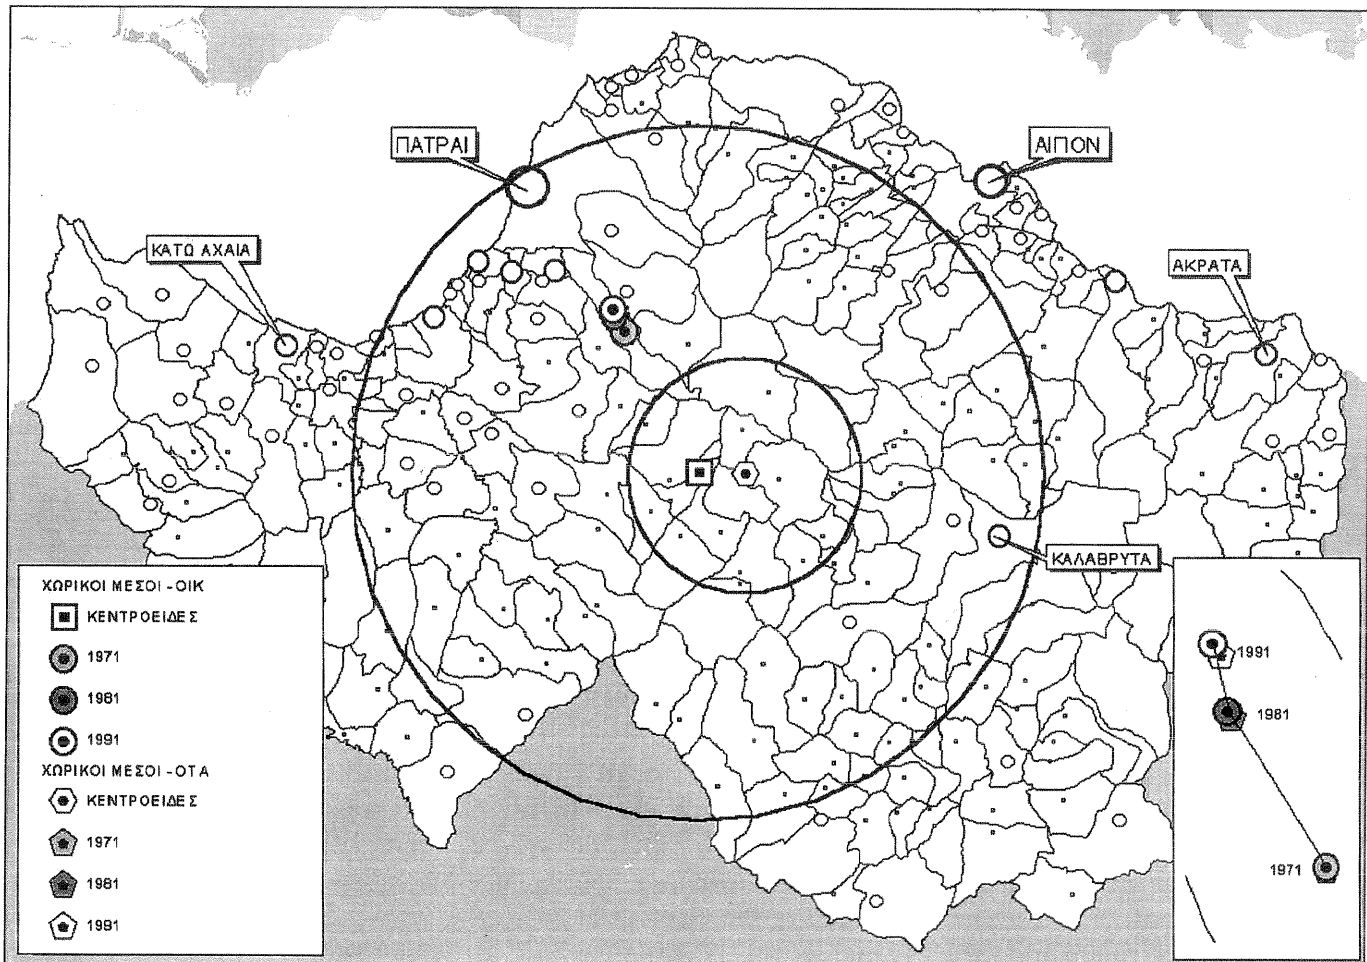 ΠΑΤΡΑΙ
ΑΙΓΙΟΝ
ΚΑΤΩ ΑΧΑΙΑ
ΑΚΡΑΤΑ
ΚΑΛΑΒΡΥΤΑ
ΧΩΡΙΚΟΙ ΜΕΣΟΙ - ΟΙΚ
ΚΕΝΤΡΟΕΙΔΕΣ
1971
1981
1991
ΧΩΡΙΚΟΙ ΜΕΣΟΙ - ΟΤΑ
ΚΕΝΤΡΟΕΙΔΕΣ
1971
1981
1991
1991
1981
1971